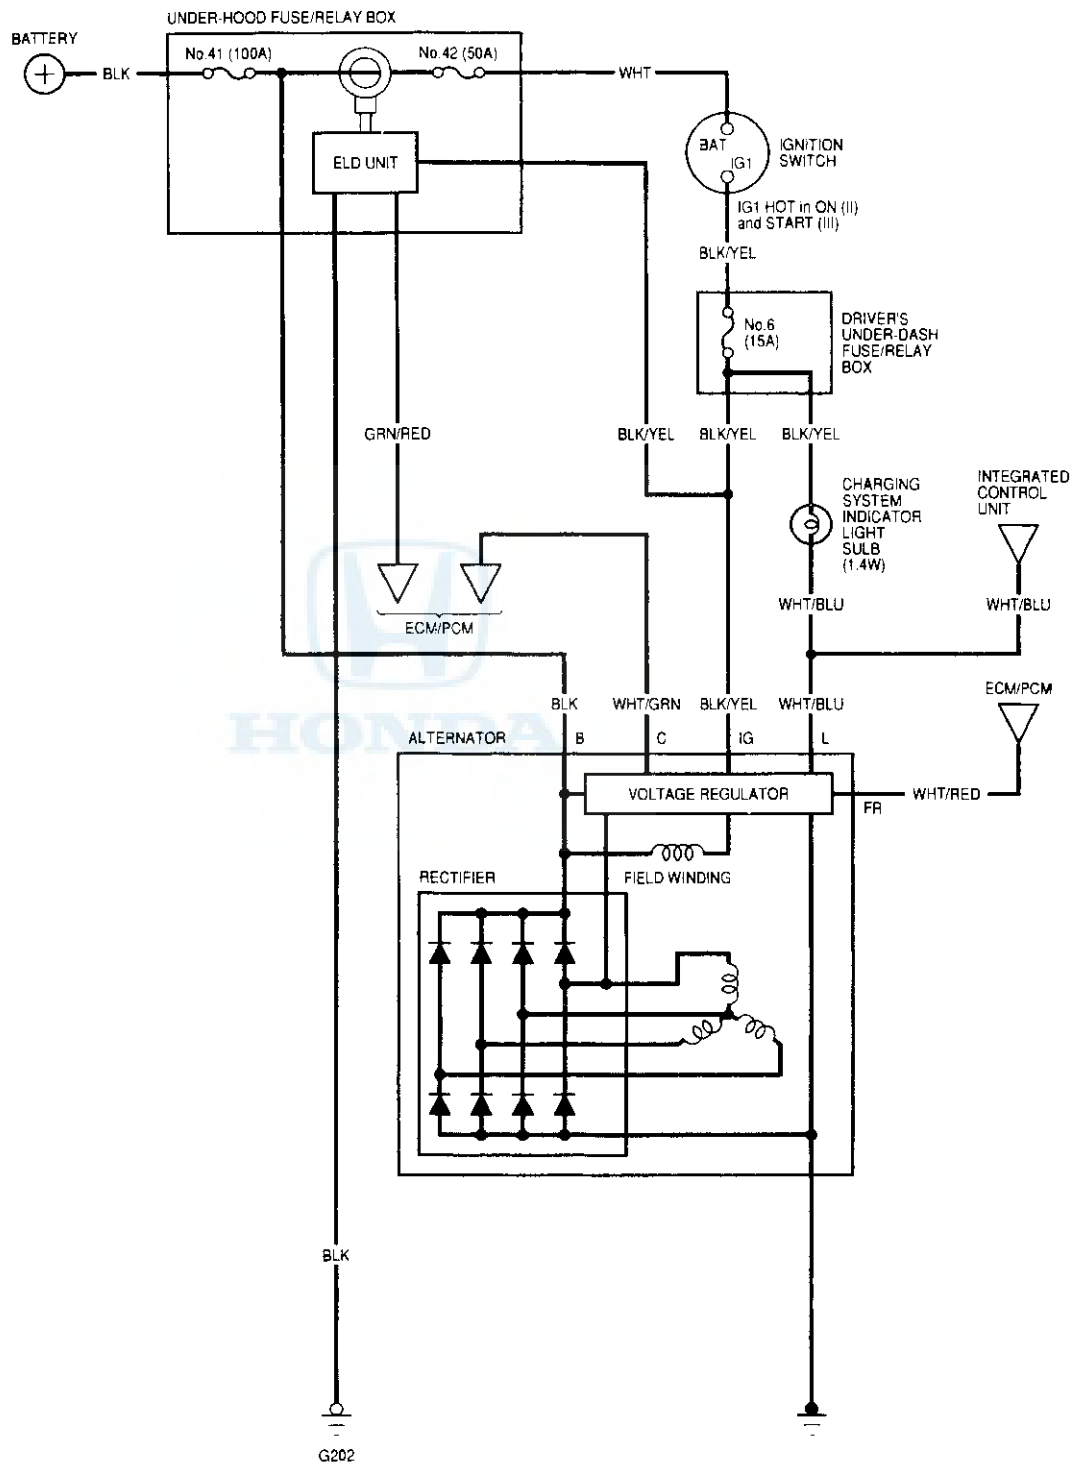 UNDER-HOOD FUSE/RELAY BOX
BATTERY
No.41 (100A)
No.42 (50A)
BLK
WHT
ELD UNIT
BAT
IG1
IGNITION
SWITCH
IG1 HOT in ON (II)
and START (III)
BLK/YEL
No.6
(15A)
DRIVER'S
UNDER-DASH
FUSE/RELAY
BOX
GRN/RED
BLK/YEL
BLK/YEL
BLK/YEL
CHARGING
SYSTEM
INDICATOR
LIGHT
SULB
(1.4W)
INTEGRATED
CONTROL
UNIT
WHT/BLU
WHT/BLU
ECM/PCM
ECM/PCM
BLK
WHT/GRN
BLK/YEL
WHT/BLU
HONDA
ALTERNATOR
B
C
IG
L
VOLTAGE REGULATOR
FR
WHT/RED
RECTIFIER
FIELD WINDING
BLK
G202